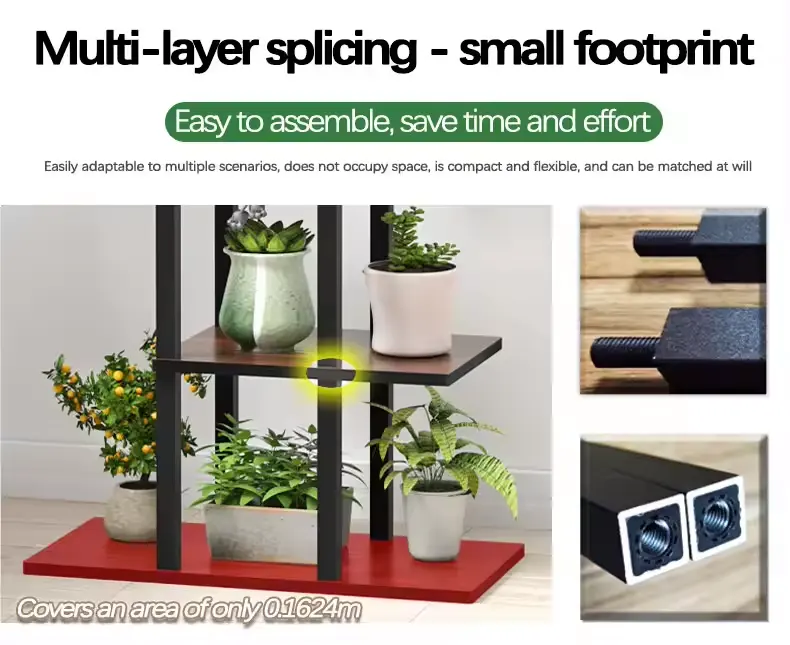 Multi-layer splicing - small footprint
Easy to assemble, save time and effort
Easily adaptable to multiple scenarios, does not occupy space, is compact and flexible, and can be matched at will
Covers an area of only 0.1624m